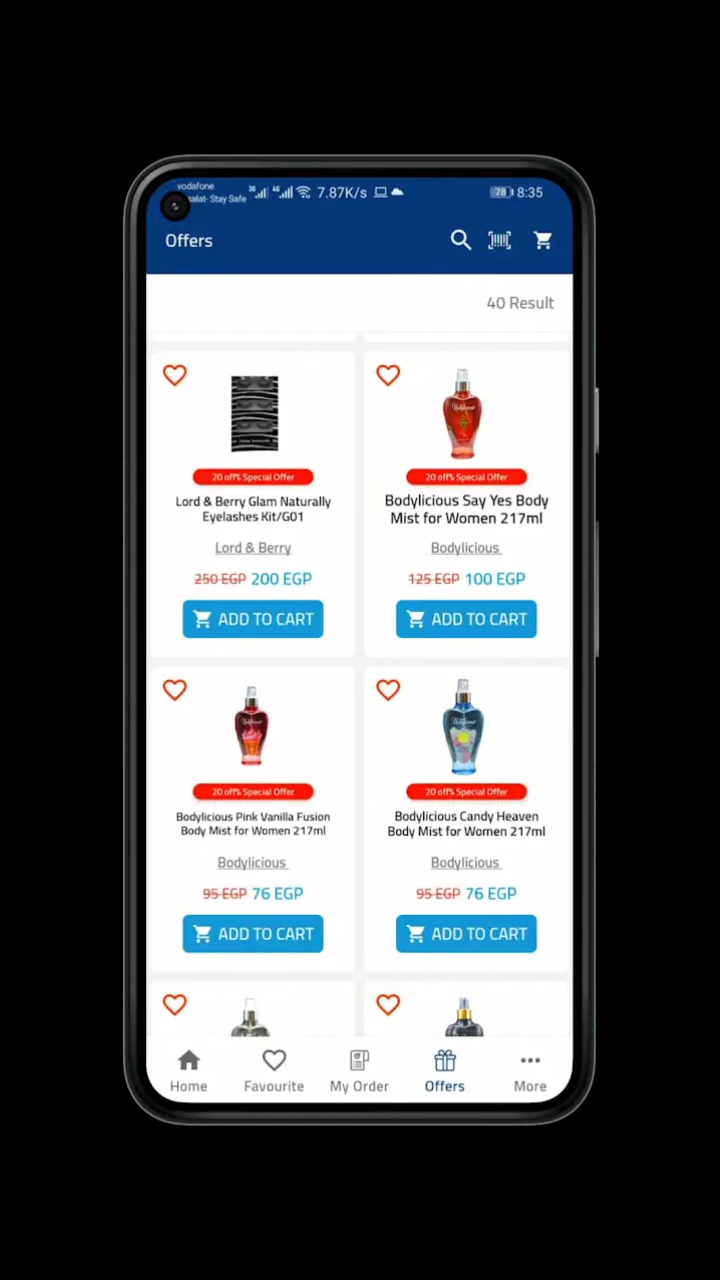 vodafone
salat- Stay Safe
3G
4G
7.87K/s
78
8:35
Offers
40 Result
20 off% Special Offer
Lord & Berry Glam Naturally
Eyelashes Kit/G01
Lord & Berry
250 EGP 200 EGP
ADD TO CART
20 off% Special Offer
Bodylicious Say Yes Body
Mist for Women 217ml
Bodylicious
125 EGP 100 EGP
ADD TO CART
20 off% Special Offer
Bodylicious Pink Vanilla Fusion
Body Mist for Women 217ml
Bodylicious
95 EGP 76 EGP
ADD TO CART
20 off% Special Offer
Bodylicious Candy Heaven
Body Mist for Women 217ml
Bodylicious
95 EGP 76 EGP
ADD TO CART
Home
Favourite
My Order
Offers
More